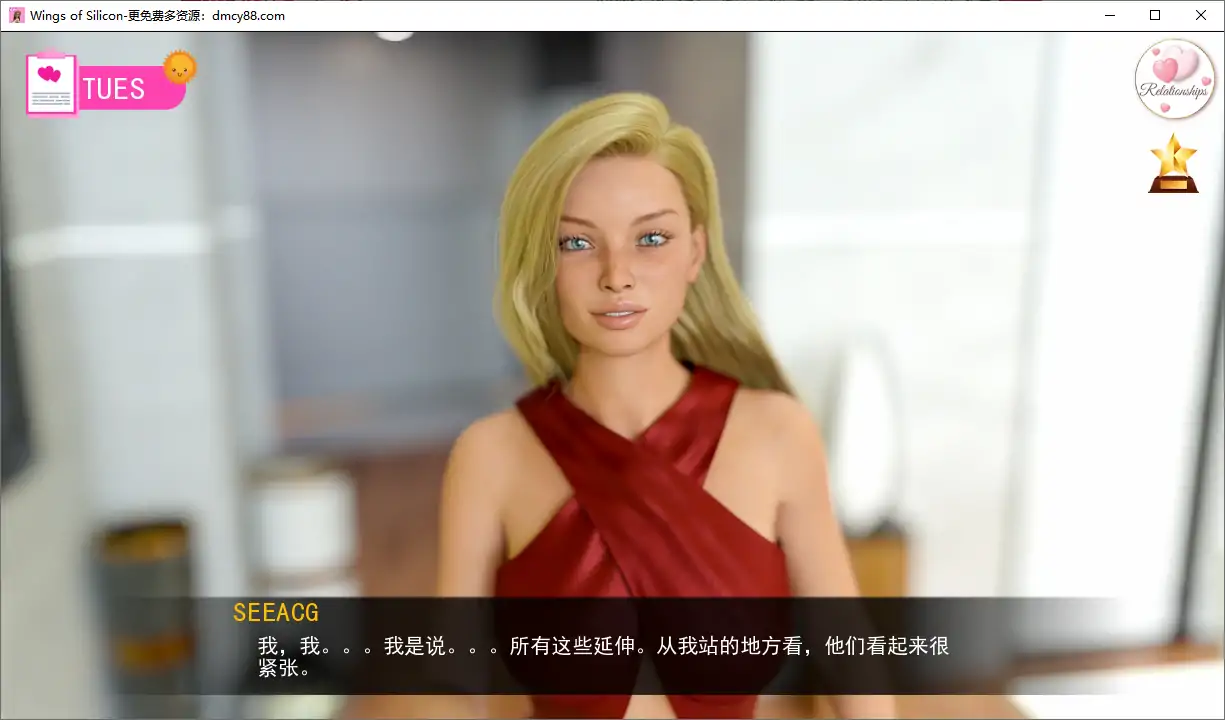 Wings of Silicon-更免费多资源：dmcy88.com
TUES
Relationships
SEEACG
我，我。。。我是说。。。所有这些延伸。从我站的地方看，他们看起来很
紧张。